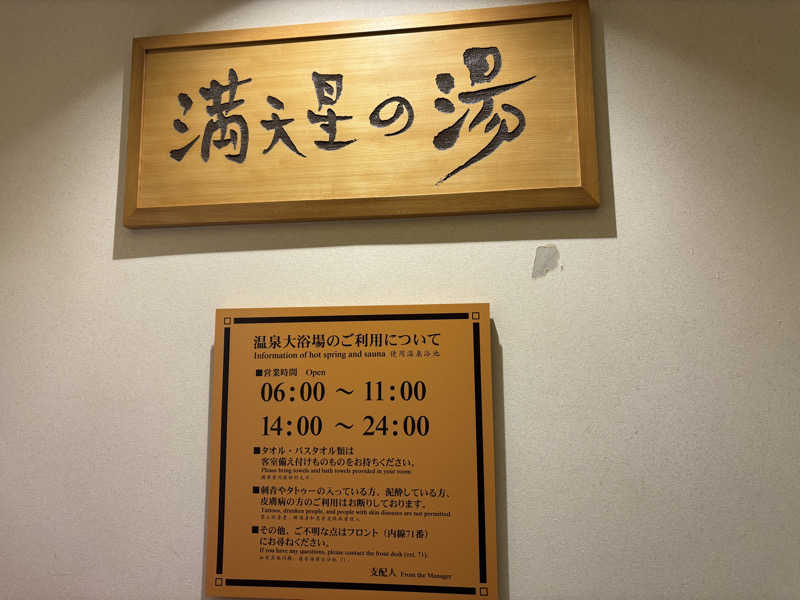 満天星の湯
温泉大浴場のご利用について
Information of hot spring and sauna 使用温泉浴池
■営業時間 Open
06:00 ～ 11:00
14:00 ～ 24:00
■タオル・バスタオル類は
客室備え付けものものをお持ちください。
Please bring towels and bath towels provided in your room.
■刺青やタトゥーの入っている方、泥酔している方、
皮膚病の方のご利用はお断りしております。
Tattoos, drunken people, and people with skin diseases are not permitted.
■その他、ご不明な点はフロント（内線71番）
にお尋ねください。
If you have any questions, please contact the front desk (ext. 71).
支配人 From the Manager